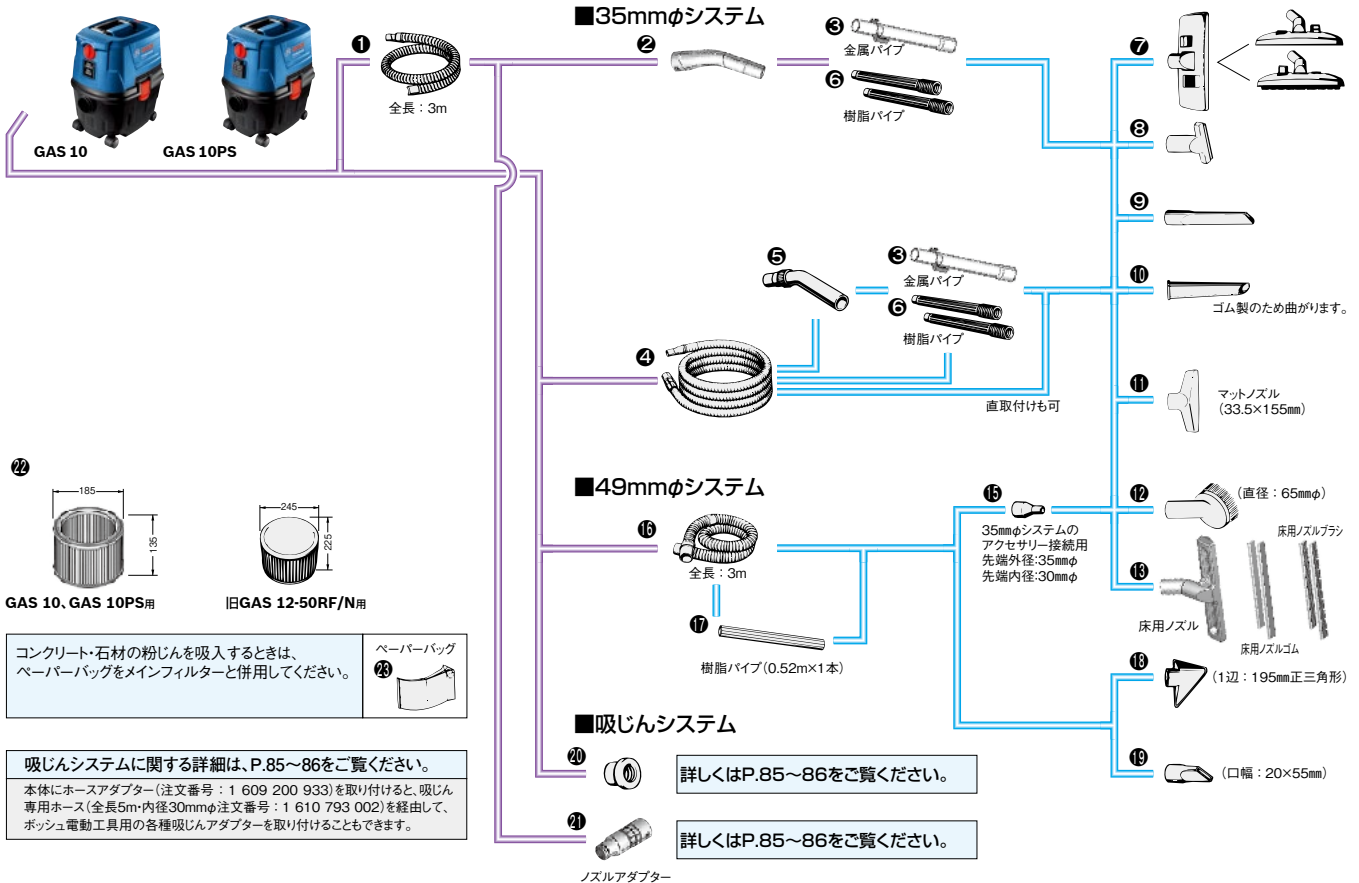 ■35mmφシステム
❶
全長：3m
❷
❸
金属パイプ
❻
樹脂パイプ
GAS 10
GAS 10PS
❼
❽
❾
❿
ゴム製のため曲がります。
❺
❸
金属パイプ
❻
樹脂パイプ
❹
直取付けも可
⓫
マットノズル
（33.5×155mm）
㉒
185
135
GAS 10、GAS 10PS用
245
225
旧GAS 12-50RF/N用
■49mmφシステム
⓰
全長：3m
⓱
樹脂パイプ（0.52m×1本）
⓯
35mmφシステムの
アクセサリー接続用
先端外径:35mmφ
先端内径:30mmφ
⓬
（直径：65mmφ）
⓭
床用ノズル
床用ノズルブラシ
床用ノズルゴム
⓲
（1辺：195mm正三角形）
⓳
（口幅：20×55mm）
コンクリート・石材の粉じんを吸入するときは、
ペーパーバッグをメインフィルターと併用してください。
ペーパーバッグ
㉓
吸じんシステムに関する詳細は、P.85～86をご覧ください。
本体にホースアダプター（注文番号：1 609 200 933）を取り付けると、吸じん
専用ホース（全長5m・内径30mmφ注文番号：1 610 793 002）を経由して、
ボッシュ電動工具用の各種吸じんアダプターを取り付けることもできます。
■吸じんシステム
⓴
詳しくはP.85～86をご覧ください。
㉑
詳しくはP.85～86をご覧ください。
ノズルアダプター